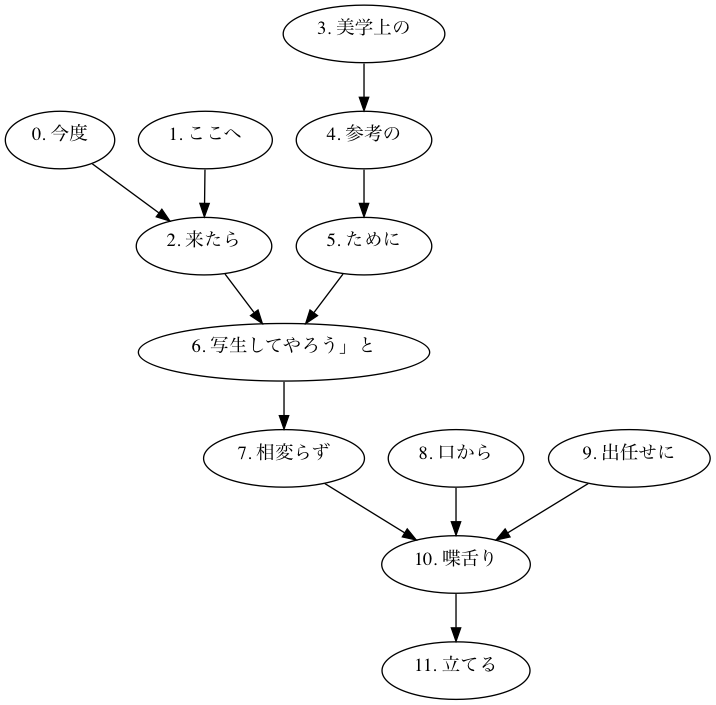 3. 美学上の
0. 今度
1. ここへ
4. 参考の
2. 来たら
5. ために
6. 写生してやろう」と
7. 相変らず
8. 口から
9. 出任せに
10. 喋舌り
11. 立てる